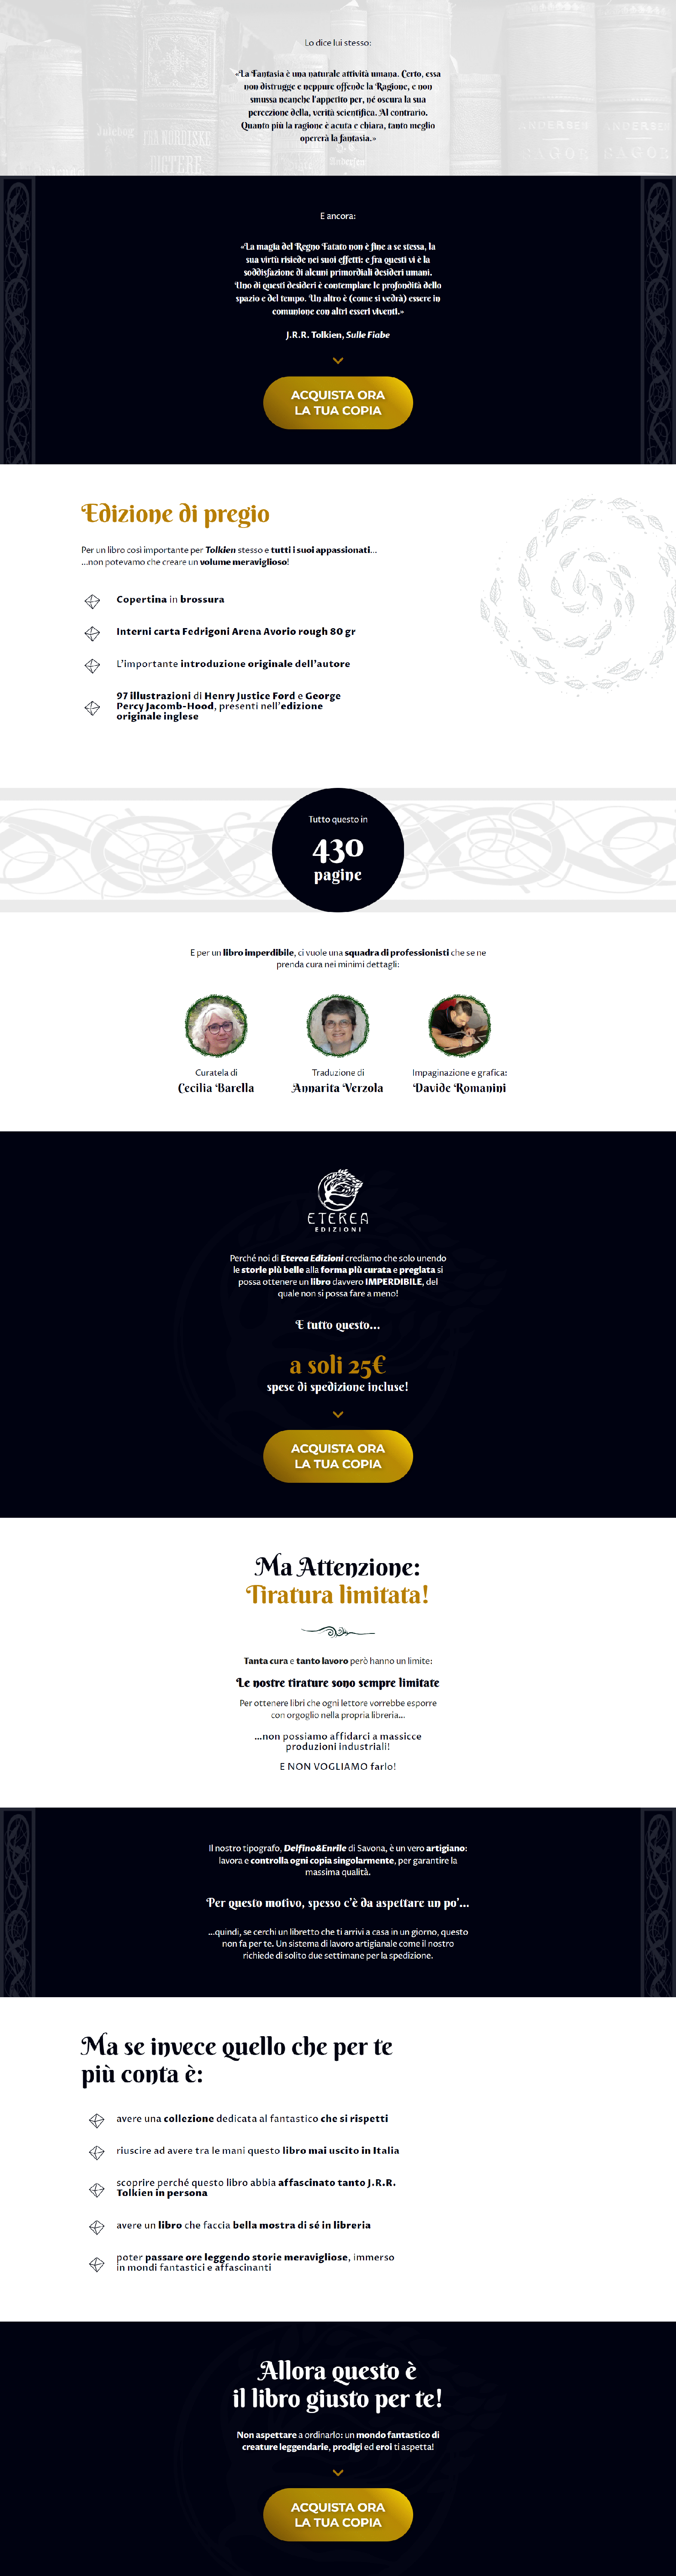 Lo dice lui stesso:
«La Fantasia è una naturale attività umana. Certo, essa
non distrugge e neppure offende la Ragione, e non
smussa neanche l'appetito per, né oscura la sua
percezione della, verità scientifica. Al contrario.
Quanto più la ragione è acuta e chiara, tanto meglio
opererà la fantasia.»
E ancora:
«La magia del Regno Fatato non è fine a se stessa, la
sua virtù risiede nei suoi effetti: e fra questi vi è la
soddisfazione di alcuni primordiali desideri umani.
Uno di questi desideri è contemplare le profondità dello
spazio e del tempo. Un altro è (come si vedrà) essere in
comunione con altri esseri viventi.»
J.R.R. Tolkien, Sulle Fiabe
ACQUISTA ORA
LA TUA COPIA
Edizione di pregio
Per un libro così importante per Tolkien stesso e tutti i suoi appassionati...
...non potevamo che creare un volume meraviglioso!
Copertina in brossura
Interni carta Fedrigoni Arena Avorio rough 80 gr
L'importante introduzione originale dell'autore
97 illustrazioni di Henry Justice Ford e George
Percy Jacomb-Hood, presenti nell'edizione
originale inglese
Tutto questo in
430
pagine
E per un libro imperdibile, ci vuole una squadra di professionisti che se ne
prenda cura nei minimi dettagli:
Curatela di
Cecilia Barella
Traduzione di
Annarita Verzola
Impaginazione e grafica:
Davide Romanini
ETEREA
EDIZIONI
Perché noi di Eterea Edizioni crediamo che solo unendo
le storie più belle alla forma più curata e pregiata si
possa ottenere un libro davvero IMPERDIBILE, del
quale non si possa fare a meno!
E tutto questo...
a soli 25€
spese di spedizione incluse!
ACQUISTA ORA
LA TUA COPIA
Ma Attenzione:
Tiratura limitata!
Tanta cura e tanto lavoro però hanno un limite:
Le nostre tirature sono sempre limitate
Per ottenere libri che ogni lettore vorrebbe esporre
con orgoglio nella propria libreria...
...non possiamo affidarci a massicce
produzioni industriali!
E NON VOGLIAMO farlo!
Il nostro tipografo, Delfino&Enrile di Savona, è un vero artigiano:
lavora e controlla ogni copia singolarmente, per garantire la
massima qualità.
Per questo motivo, spesso c'è da aspettare un po'...
...quindi, se cerchi un libretto che ti arrivi a casa in un giorno, questo
non fa per te. Un sistema di lavoro artigianale come il nostro
richiede di solito due settimane per la spedizione.
Ma se invece quello che per te
più conta è:
avere una collezione dedicata al fantastico che si rispetti
riuscire ad avere tra le mani questo libro mai uscito in Italia
scoprire perché questo libro abbia affascinato tanto J.R.R.
Tolkien in persona
avere un libro che faccia bella mostra di sé in libreria
poter passare ore leggendo storie meravigliose, immerso
in mondi fantastici e affascinanti
Allora questo è
il libro giusto per te!
Non aspettare a ordinarlo: un mondo fantastico di
creature leggendarie, prodigi ed eroi ti aspetta!
ACQUISTA ORA
LA TUA COPIA